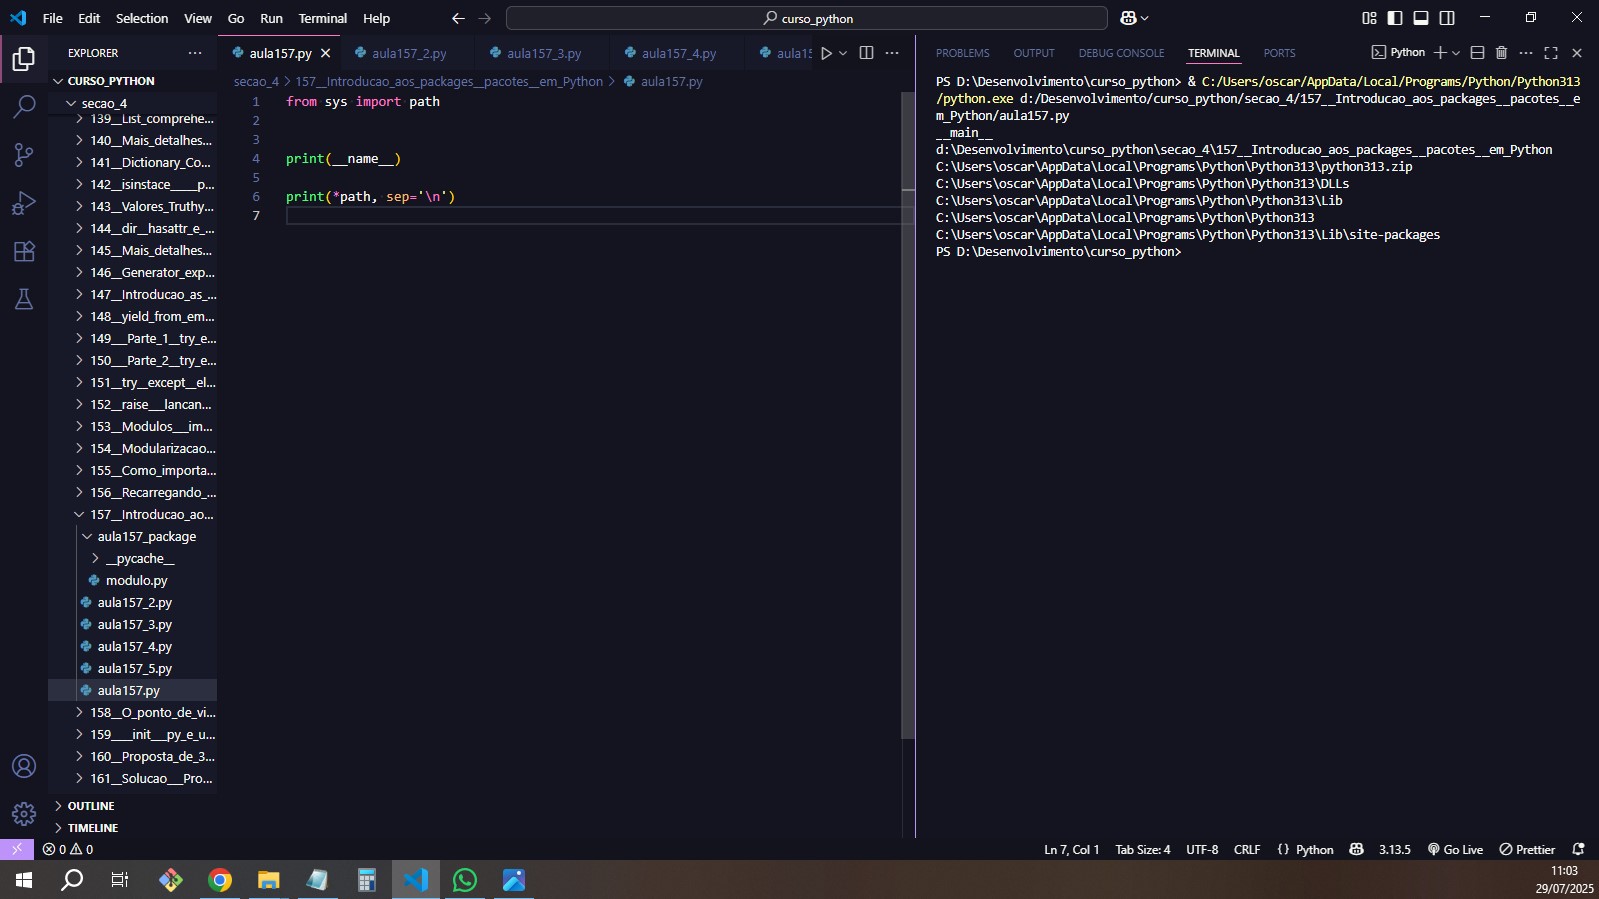 File Edit Selection View Go Run Terminal Help
curso_python
EXPLORER
CURSO_PYTHON
secao_4
139__List_comprehe...
140__Mais_detalhes...
141__Dictionary_Co...
142__isinstace____p...
143__Valores_Truthy...
144__dir__hasattr_e_...
145__Mais_detalhes...
146__Generator_exp...
147__Introducao_as_...
148__yield_from_em...
149___Parte_1__try_e...
150___Parte_2__try_e...
151__try__except__el...
152__raise___lancan...
153__Modulos___im...
154__Modularizacao...
155__Como_importa...
156__Recarregando_...
157__Introducao_ao...
aula157_package
__pycache__
modulo.py
aula157_2.py
aula157_3.py
aula157_4.py
aula157_5.py
aula157.py
158__O_ponto_de_vi...
159____init___py_e_u...
160__Proposta_de_3...
161__Solucao___Pro...
OUTLINE
TIMELINE
aula157.py aula157_2.py aula157_3.py aula157_4.py aula15
secao_4 > 157__Introducao_aos_packages__pacotes__em_Python > aula157.py
1 from sys import path
2
3
4 print(__name__)
5
6 print(*path, sep='\n')
7
PROBLEMS OUTPUT DEBUG CONSOLE TERMINAL PORTS
Python
PS D:\Desenvolvimento\curso_python> & C:/Users/oscar/AppData/Local/Programs/Python/Python313
/python.exe d:/Desenvolvimento/curso_python/secao_4/157__Introducao_aos_packages__pacotes__e
m_Python/aula157.py
__main__
d:\Desenvolvimento\curso_python\secao_4\157__Introducao_aos_packages__pacotes__em_Python
C:\Users\oscar\AppData\Local\Programs\Python\Python313\python313.zip
C:\Users\oscar\AppData\Local\Programs\Python\Python313\DLLs
C:\Users\oscar\AppData\Local\Programs\Python\Python313\Lib
C:\Users\oscar\AppData\Local\Programs\Python\Python313
C:\Users\oscar\AppData\Local\Programs\Python\Python313\Lib\site-packages
PS D:\Desenvolvimento\curso_python>
0 0
Ln 7, Col 1 Tab Size: 4 UTF-8 CRLF {} Python 3.13.5 Go Live Prettier
11:03
29/07/2025